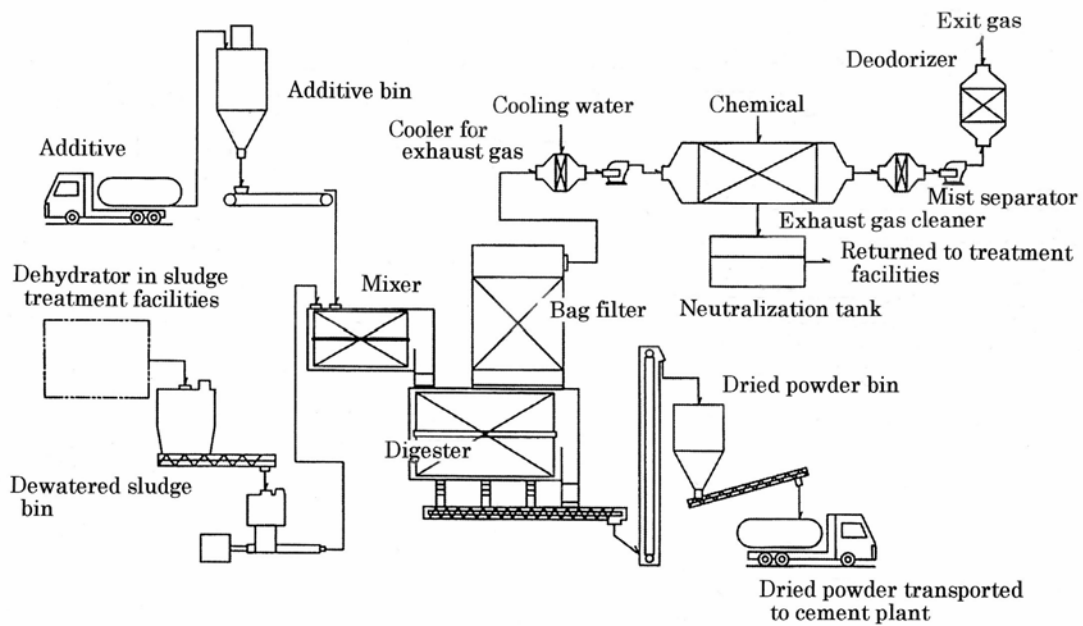 Additive
Additive bin
Dehydrator in sludge
treatment facilities
Dewatered sludge
bin
Mixer
Digester
Bag filter
Cooler for
exhaust gas
Cooling water
Chemical
Exhaust gas cleaner
Neutralization tank
Returned to treatment
facilities
Mist separator
Deodorizer
Exit gas
Dried powder bin
Dried powder transported
to cement plant